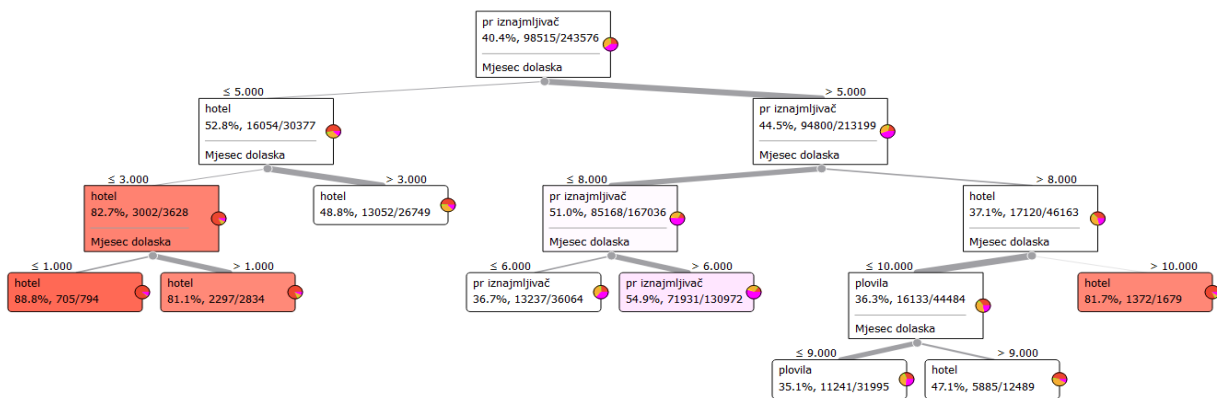 pr iznajmljivač
40.4%, 98515/243576
Mjesec dolaska
≤ 5.000
hotel
52.8%, 16054/30377
Mjesec dolaska
> 5.000
pr iznajmljivač
44.5%, 94800/213199
Mjesec dolaska
≤ 3.000
hotel
82.7%, 3002/3628
Mjesec dolaska
> 3.000
hotel
48.8%, 13052/26749
≤ 8.000
pr iznajmljivač
51.0%, 85168/167036
Mjesec dolaska
> 8.000
hotel
37.1%, 17120/46163
Mjesec dolaska
≤ 1.000
hotel
88.8%, 705/794
> 1.000
hotel
81.1%, 2297/2834
≤ 6.000
pr iznajmljivač
36.7%, 13237/36064
> 6.000
pr iznajmljivač
54.9%, 71931/130972
≤ 10.000
plovila
36.3%, 16133/44484
Mjesec dolaska
> 10.000
hotel
81.7%, 1372/1679
≤ 9.000
plovila
35.1%, 11241/31995
> 9.000
hotel
47.1%, 5885/12489